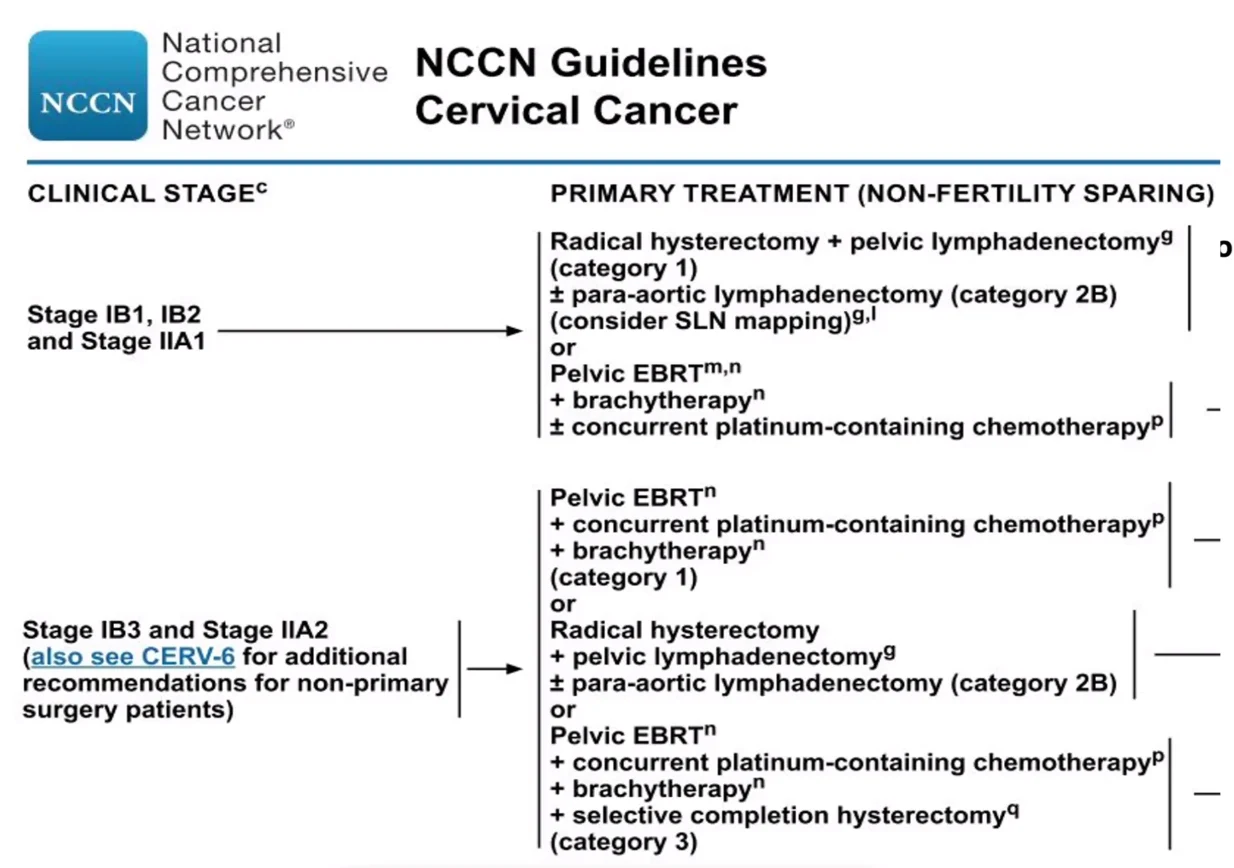 NCCN
National
Comprehensive
Cancer
Network®
NCCN Guidelines
Cervical Cancer
CLINICAL STAGEᶜ
PRIMARY TREATMENT (NON-FERTILITY SPARING)
Stage IB1, IB2
and Stage IIA1
Radical hysterectomy + pelvic lymphadenectomyᵍ
(category 1)
± para-aortic lymphadenectomy (category 2B)
(consider SLN mapping)ᵍ,ˡ
or
Pelvic EBRTᵐ,ⁿ
+ brachytherapyⁿ
± concurrent platinum-containing chemotherapyᵖ
Stage IB3 and Stage IIA2
(also see CERV-6 for additional
recommendations for non-primary
surgery patients)
Pelvic EBRTⁿ
+ concurrent platinum-containing chemotherapyᵖ
+ brachytherapyⁿ
(category 1)
or
Radical hysterectomy
+ pelvic lymphadenectomyᵍ
± para-aortic lymphadenectomy (category 2B)
or
Pelvic EBRTⁿ
+ concurrent platinum-containing chemotherapyᵖ
+ brachytherapyⁿ
+ selective completion hysterectomy^q
(category 3)